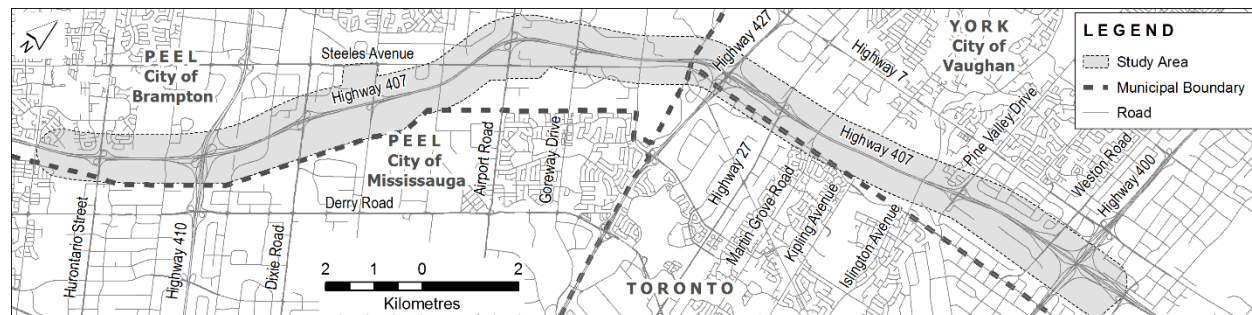 N
PEEL
City of
Brampton
Steeles Avenue
Highway 407
PEEL
City of
Mississauga
Airport Road
Goreway Drive
Derry Road
Hurontario Street
Highway 410
Dixie Road
2 1 0 2
Kilometres
TORONTO
Highway 427
Highway 7
YORK
City of
Vaughan
Highway 27
Martin Grove Road
Kipling Avenue
Islington Avenue
Highway 407
Pine Valley Drive
Weston Road
Highway 400
LEGEND
Study Area
Municipal Boundary
Road